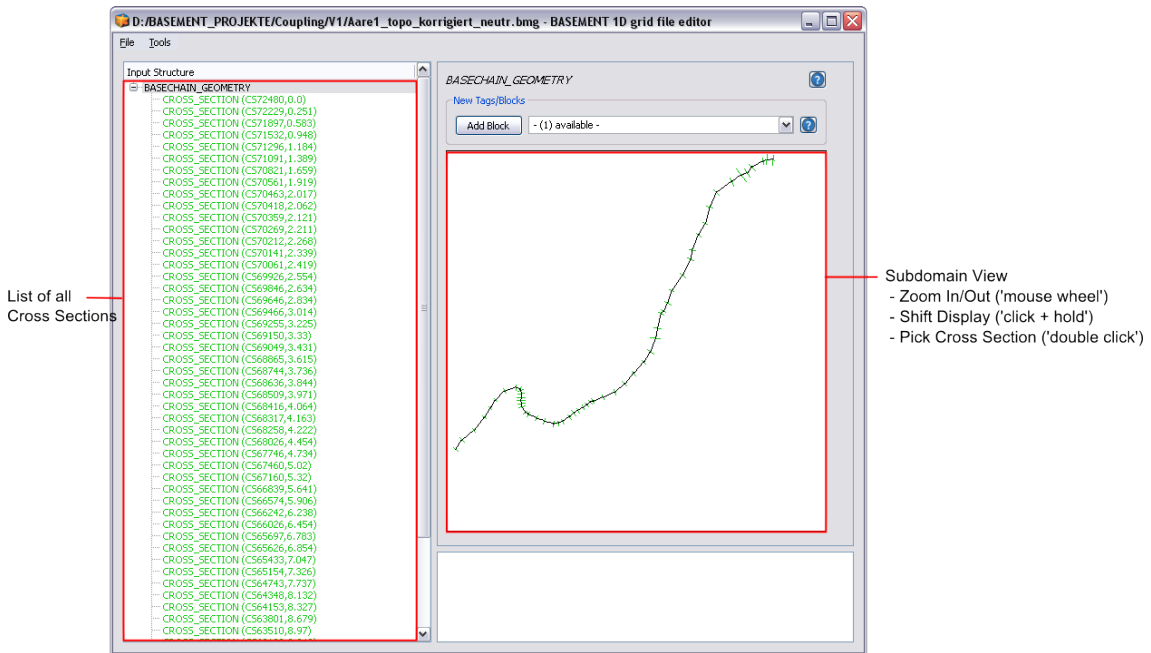 D:/BASEMENT_PROJEKTE/Coupling/V1/Aare1_topo_korrigiert_neutr.bmg - BASEMENT 1D grid file editor
File Tools
Input Structure
BASECHAIN_GEOMETRY
CROSS_SECTION (CS72480,0.0)
CROSS_SECTION (CS72229,0.251)
CROSS_SECTION (CS71897,0.583)
CROSS_SECTION (CS71532,0.948)
CROSS_SECTION (CS71296,1.184)
CROSS_SECTION (CS71091,1.389)
CROSS_SECTION (CS70821,1.659)
CROSS_SECTION (CS70561,1.919)
CROSS_SECTION (CS70463,2.017)
CROSS_SECTION (CS70418,2.062)
CROSS_SECTION (CS70359,2.121)
CROSS_SECTION (CS70269,2.211)
CROSS_SECTION (CS70212,2.268)
CROSS_SECTION (CS70141,2.339)
CROSS_SECTION (CS70061,2.419)
CROSS_SECTION (CS69926,2.554)
CROSS_SECTION (CS69846,2.634)
CROSS_SECTION (CS69646,2.834)
CROSS_SECTION (CS69466,3.014)
CROSS_SECTION (CS69255,3.225)
CROSS_SECTION (CS69150,3.33)
CROSS_SECTION (CS69049,3.431)
CROSS_SECTION (CS68865,3.615)
CROSS_SECTION (CS68744,3.736)
CROSS_SECTION (CS68636,3.844)
CROSS_SECTION (CS68509,3.971)
CROSS_SECTION (CS68416,4.064)
CROSS_SECTION (CS68317,4.163)
CROSS_SECTION (CS68258,4.222)
CROSS_SECTION (CS68026,4.454)
CROSS_SECTION (CS67746,4.734)
CROSS_SECTION (CS67460,5.02)
CROSS_SECTION (CS67160,5.32)
CROSS_SECTION (CS66839,5.641)
CROSS_SECTION (CS66574,5.906)
CROSS_SECTION (CS66242,6.238)
CROSS_SECTION (CS66026,6.454)
CROSS_SECTION (CS65697,6.783)
CROSS_SECTION (CS65626,6.854)
CROSS_SECTION (CS65433,7.047)
CROSS_SECTION (CS65154,7.326)
CROSS_SECTION (CS64743,7.737)
CROSS_SECTION (CS64348,8.132)
CROSS_SECTION (CS64153,8.327)
CROSS_SECTION (CS63801,8.679)
CROSS_SECTION (CS63510,8.97)
BASECHAIN_GEOMETRY
New Tags/Blocks
Add Block - (1) available -
List of all
Cross Sections
Subdomain View
- Zoom In/Out ('mouse wheel')
- Shift Display ('click + hold')
- Pick Cross Section ('double click')